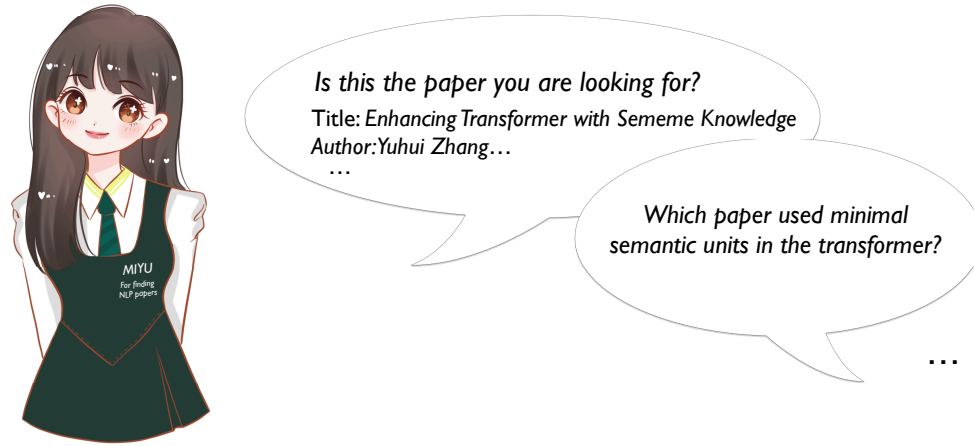 Is this the paper you are looking for?
Title: Enhancing Transformer with Sememe Knowledge
Author:Yuhui Zhang…
…
Which paper used minimal
semantic units in the transformer?
…
MIYU
For finding
NLP papers